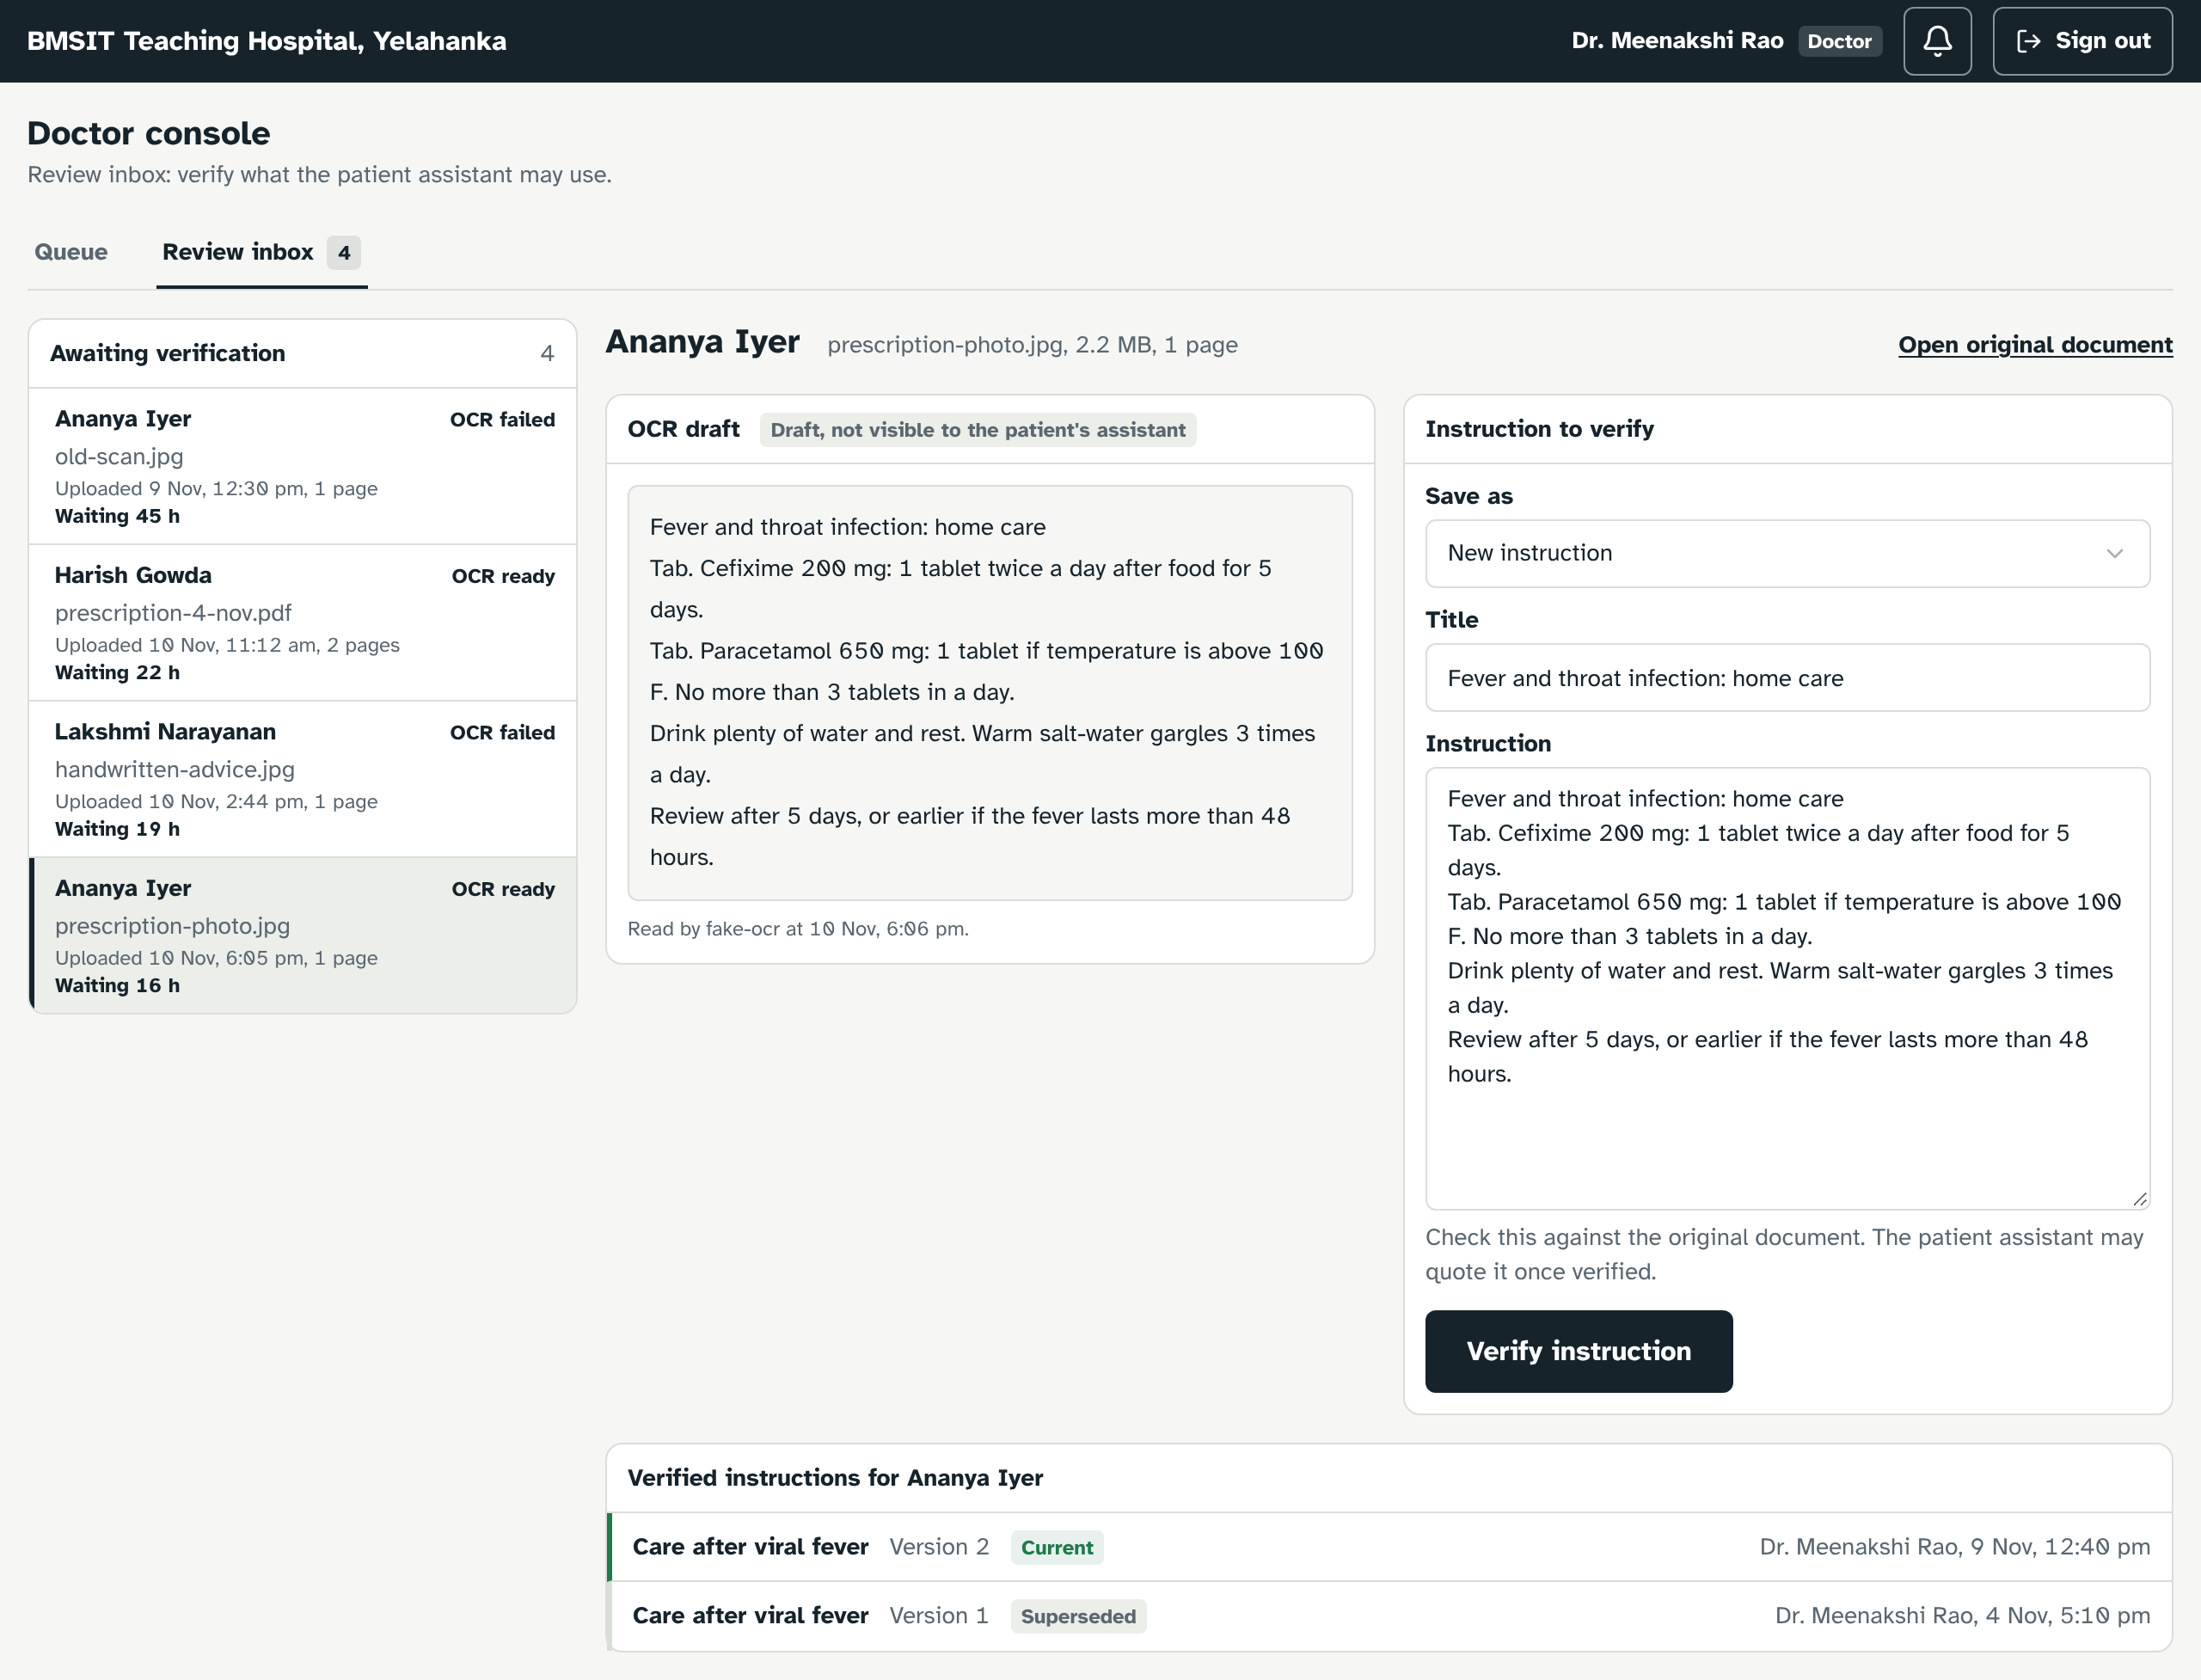 BMSIT Teaching Hospital, Yelahanka
Dr. Meenakshi Rao Doctor
Sign out
Doctor console
Review inbox: verify what the patient assistant may use.
Queue
Review inbox 4
Awaiting verification 4
Ananya Iyer OCR failed
old-scan.jpg
Uploaded 9 Nov, 12:30 pm, 1 page
Waiting 45 h
Harish Gowda OCR ready
prescription-4-nov.pdf
Uploaded 10 Nov, 11:12 am, 2 pages
Waiting 22 h
Lakshmi Narayanan OCR failed
handwritten-advice.jpg
Uploaded 10 Nov, 2:44 pm, 1 page
Waiting 19 h
Ananya Iyer OCR ready
prescription-photo.jpg
Uploaded 10 Nov, 6:05 pm, 1 page
Waiting 16 h
Ananya Iyer prescription-photo.jpg, 2.2 MB, 1 page
Open original document
OCR draft Draft, not visible to the patient's assistant
Fever and throat infection: home care
Tab. Cefixime 200 mg: 1 tablet twice a day after food for 5
days.
Tab. Paracetamol 650 mg: 1 tablet if temperature is above 100
F. No more than 3 tablets in a day.
Drink plenty of water and rest. Warm salt-water gargles 3 times
a day.
Review after 5 days, or earlier if the fever lasts more than 48
hours.
Read by fake-ocr at 10 Nov, 6:06 pm.
Instruction to verify
Save as
New instruction
Title
Fever and throat infection: home care
Instruction
Fever and throat infection: home care
Tab. Cefixime 200 mg: 1 tablet twice a day after food for 5
days.
Tab. Paracetamol 650 mg: 1 tablet if temperature is above 100
F. No more than 3 tablets in a day.
Drink plenty of water and rest. Warm salt-water gargles 3 times
a day.
Review after 5 days, or earlier if the fever lasts more than 48
hours.
Check this against the original document. The patient assistant may
quote it once verified.
Verify instruction
Verified instructions for Ananya Iyer
Care after viral fever Version 2 Current Dr. Meenakshi Rao, 9 Nov, 12:40 pm
Care after viral fever Version 1 Superseded Dr. Meenakshi Rao, 4 Nov, 5:10 pm